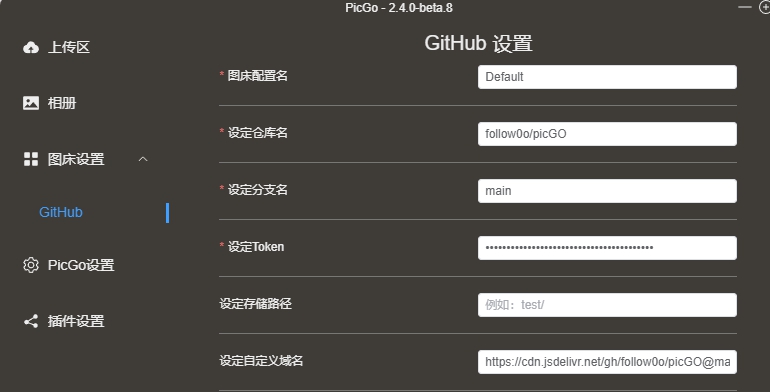 PicGo - 2.4.0-beta.8
上传区
相册
图床设置
GitHub
PicGo设置
插件设置
GitHub 设置
* 图床配置名
Default
* 设定仓库名
follow0o/picGO
* 设定分支名
main
* 设定Token
设定存储路径
例如：test/
设定自定义域名
https://cdn.jsdelivr.net/gh/follow0o/picGO@ma